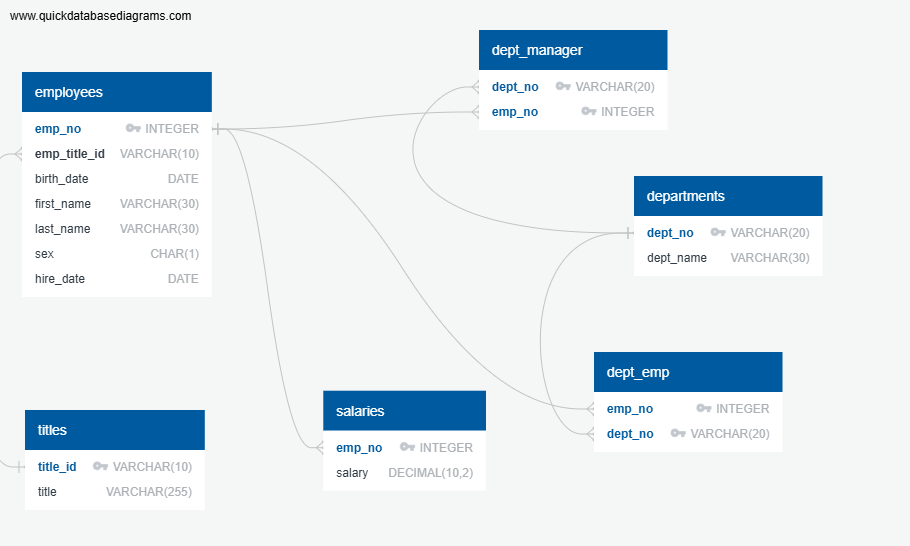 www.quickdatabasediagrams.com
employees
emp_no INTEGER
emp_title_id VARCHAR(10)
birth_date DATE
first_name VARCHAR(30)
last_name VARCHAR(30)
sex CHAR(1)
hire_date DATE
titles
title_id VARCHAR(10)
title VARCHAR(255)
salaries
emp_no INTEGER
salary DECIMAL(10,2)
dept_manager
dept_no VARCHAR(20)
emp_no INTEGER
departments
dept_no VARCHAR(20)
dept_name VARCHAR(30)
dept_emp
emp_no INTEGER
dept_no VARCHAR(20)